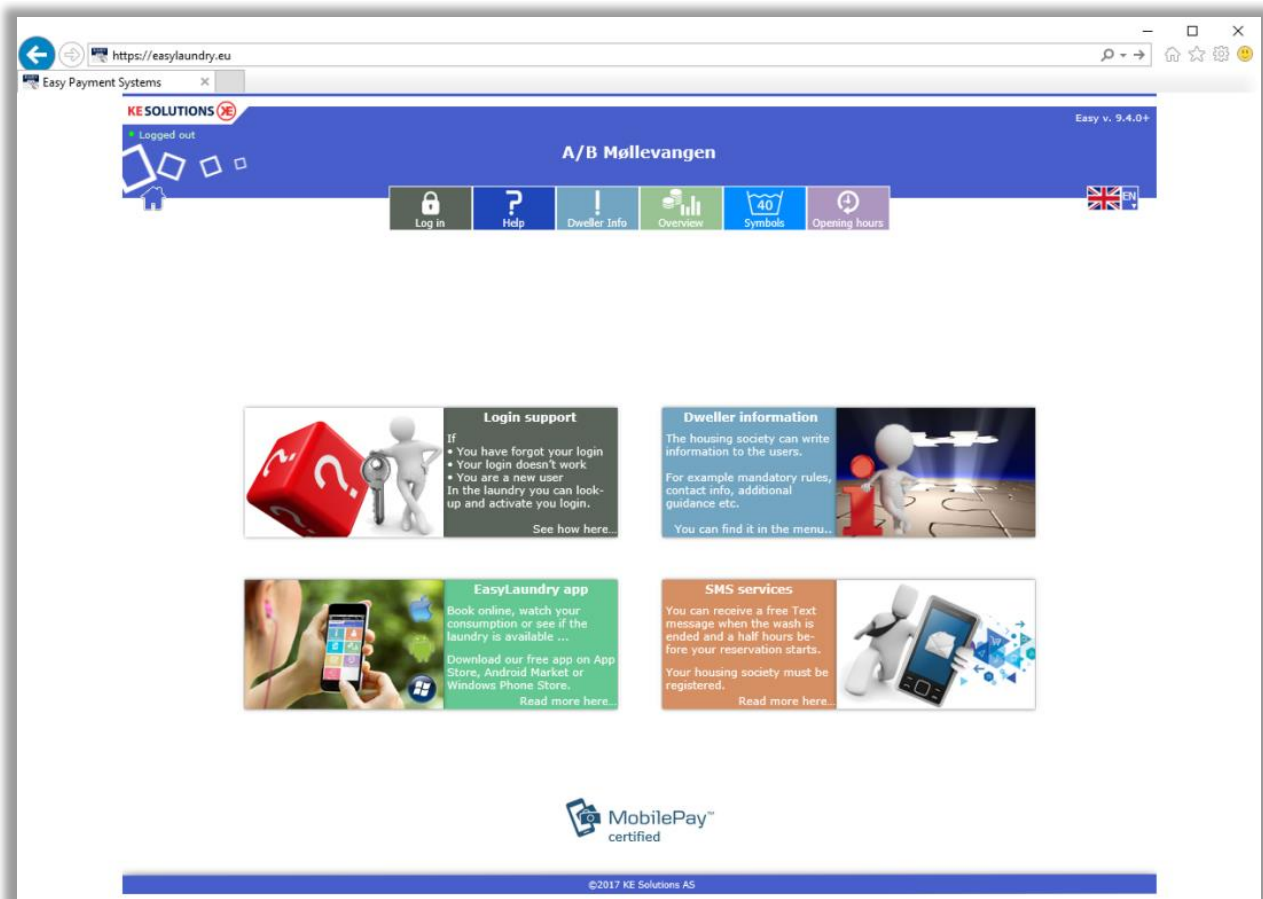 https://easylaundry.eu
Easy Payment Systems
KE SOLUTIONS KE
Easy v. 9.4.0+
Logged out
A/B Møllevangen
EN
Log in
Help
Dweller Info
Overview
40
Symbols
Opening hours
Login support
If
• You have forgot your login
• Your login doesn't work
• You are a new user
In the laundry you can look-
up and activate you login.
See how here...
Dweller information
The housing society can write
information to the users.
For example mandatory rules,
contact info, additional
guidance etc.
You can find it in the menu..
EasyLaundry app
Book online, watch your
consumption or see if the
laundry is available ...
Download our free app on App
Store, Android Market or
Windows Phone Store.
Read more here...
SMS services
You can receive a free Text
message when the wash is
ended and a half hours be-
fore your reservation starts.
Your housing society must be
registered.
Read more here...
MobilePay™
certified
©2017 KE Solutions AS